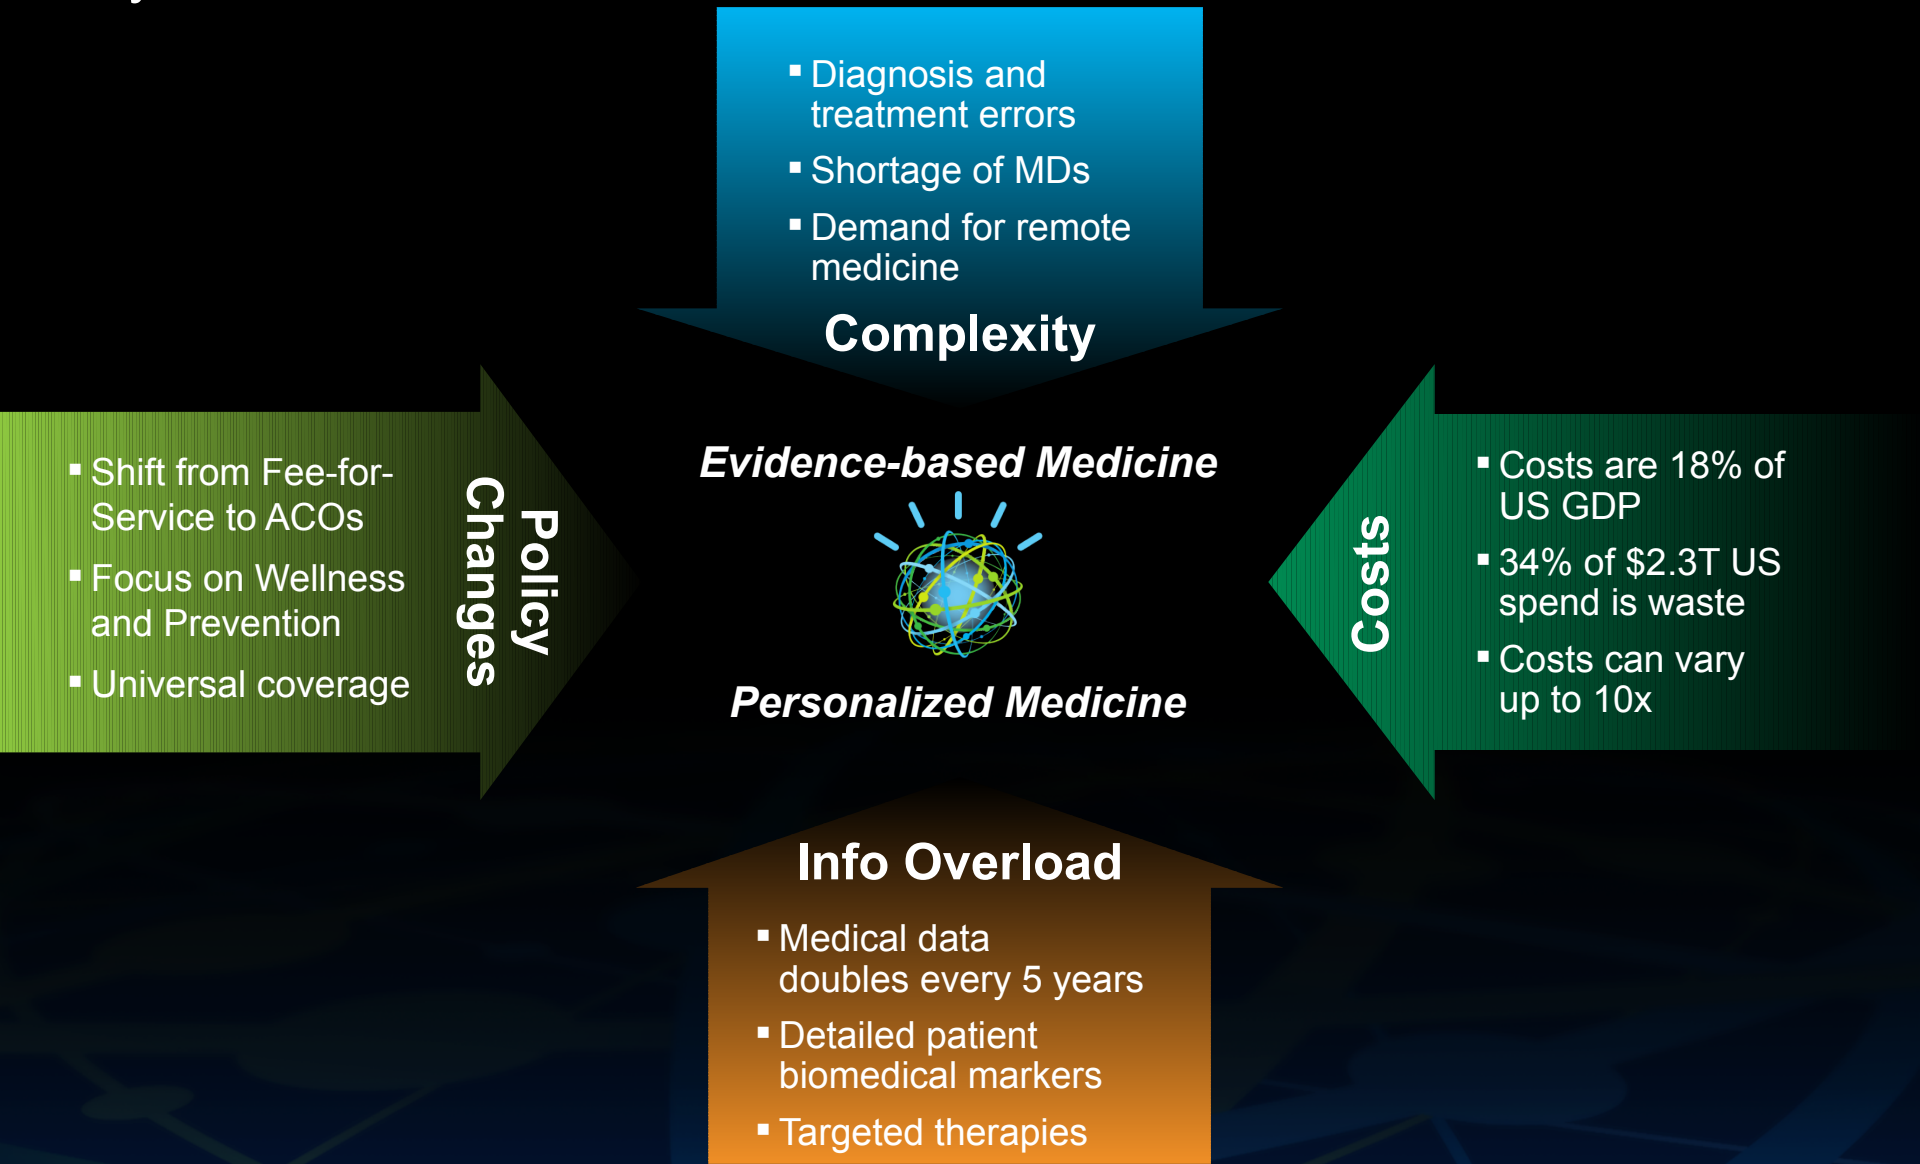 Diagnosis and
treatment errors
Shortage of MDs
Demand for remote
medicine
Complexity
Shift from Fee-for-
Service to ACOs
Focus on Wellness
and Prevention
Universal coverage
Policy
Changes
Evidence-based Medicine
Personalized Medicine
Costs
Costs are 18% of
US GDP
34% of $2.3T US
spend is waste
Costs can vary
up to 10x
Info Overload
Medical data
doubles every 5 years
Detailed patient
biomedical markers
Targeted therapies